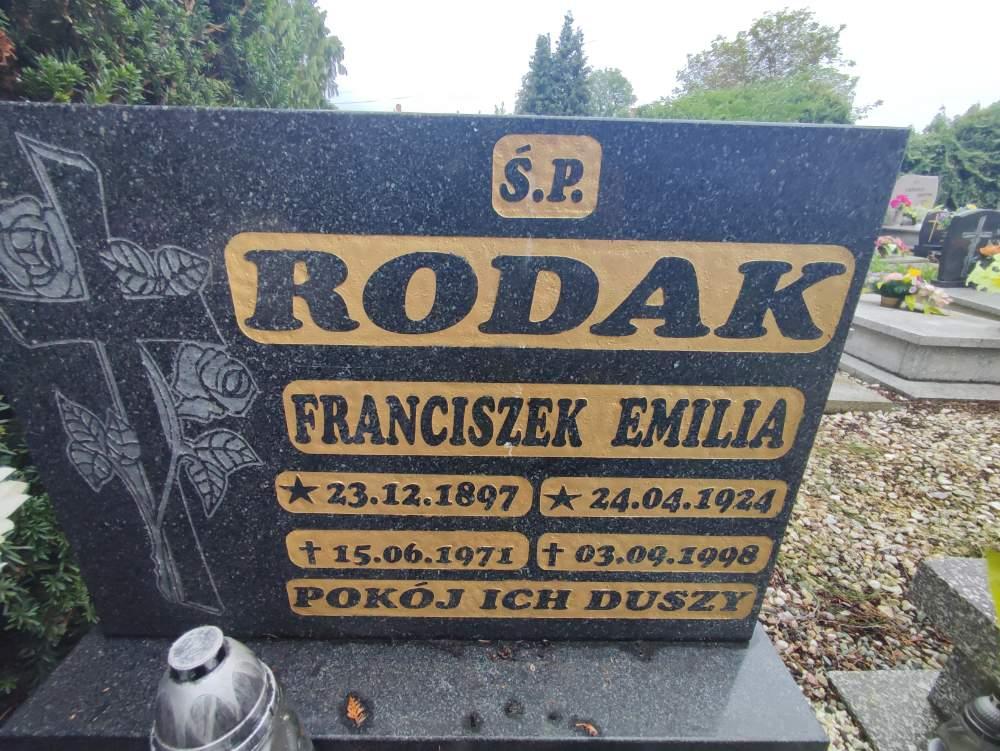 Ś.P.
RODAK
FRANCISZEK EMILIA
★ 23.12.1897 ★ 24.04.1924
✝ 15.06.1971 ✝ 03.09.1998
POKÓJ ICH DUSZY